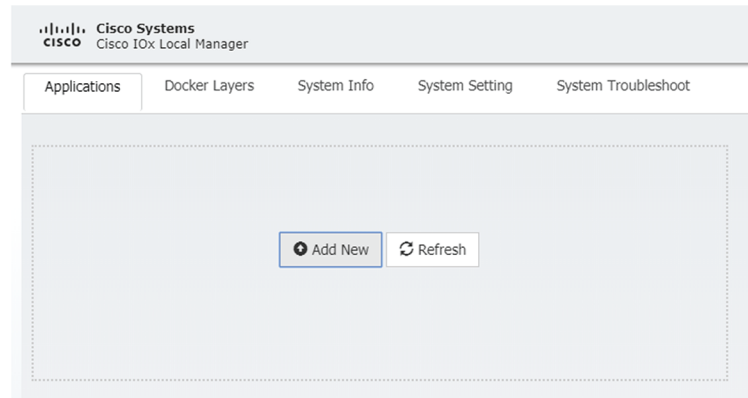 Cisco Systems
CISCO Cisco IOx Local Manager
Applications Docker Layers System Info System Setting System Troubleshoot
Add New Refresh